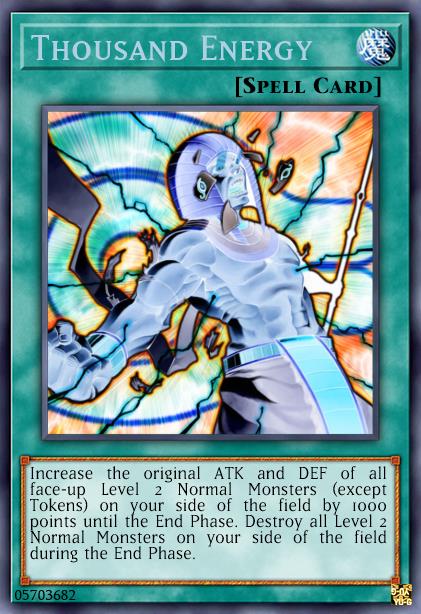 Thousand Energy
魔
[Spell Card]
Increase the original ATK and DEF of all
face-up Level 2 Normal Monsters (except
Tokens) on your side of the field by 1000
points until the End Phase. Destroy all Level 2
Normal Monsters on your side of the field
during the End Phase.
05703682